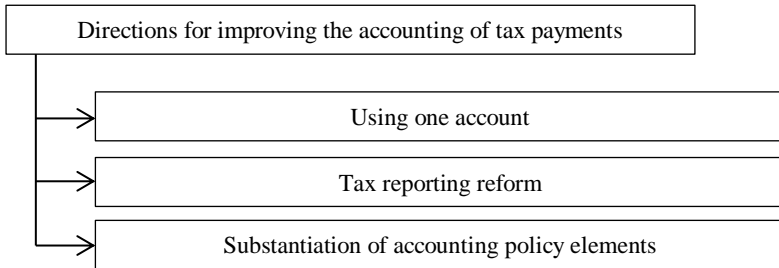 Directions for improving the accounting of tax payments
Using one account
Tax reporting reform
Substantiation of accounting policy elements